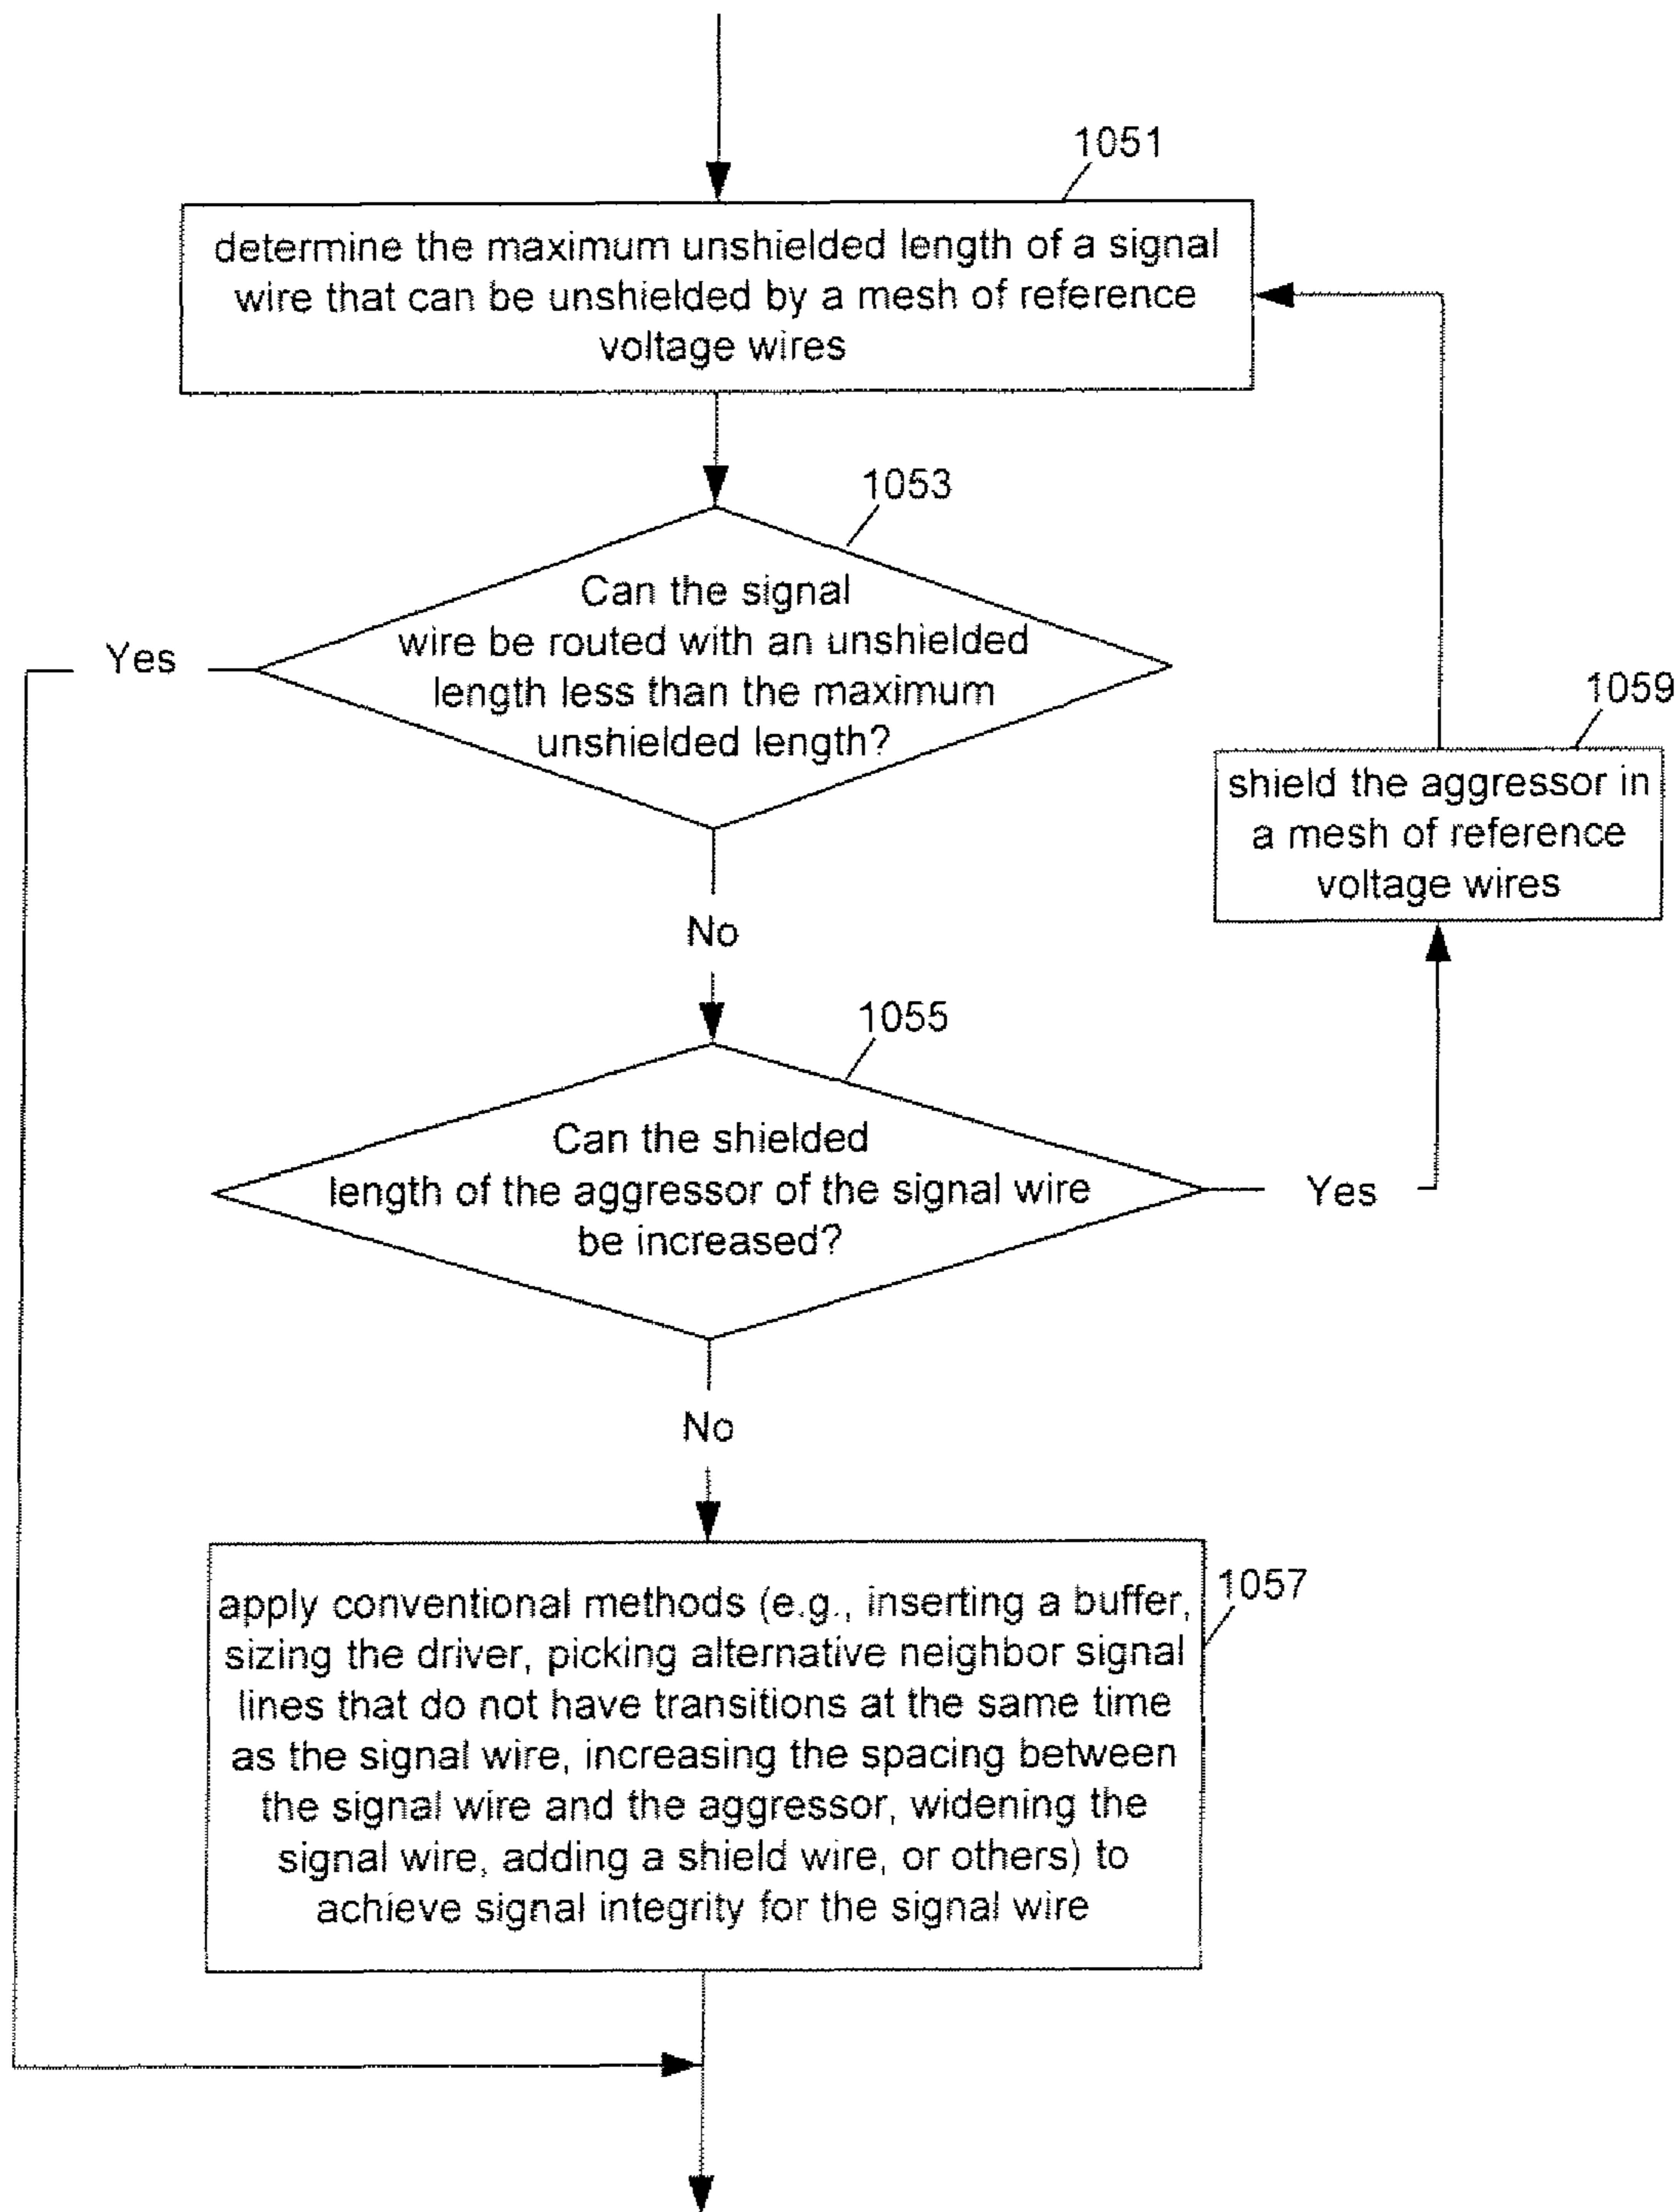 1051
determine the maximum unshielded length of a signal
wire that can be unshielded by a mesh of reference
voltage wires
1053
Can the signal
wire be routed with an unshielded
length less than the maximum
unshielded length?
Yes
1059
shield the aggressor in
a mesh of reference
voltage wires
No
1055
Can the shielded
length of the aggressor of the signal wire
be increased?
Yes
No
1057
apply conventional methods (e.g., inserting a buffer,
sizing the driver, picking alternative neighbor signal
lines that do not have transitions at the same time
as the signal wire, increasing the spacing between
the signal wire and the aggressor, widening the
signal wire, adding a shield wire, or others) to
achieve signal integrity for the signal wire